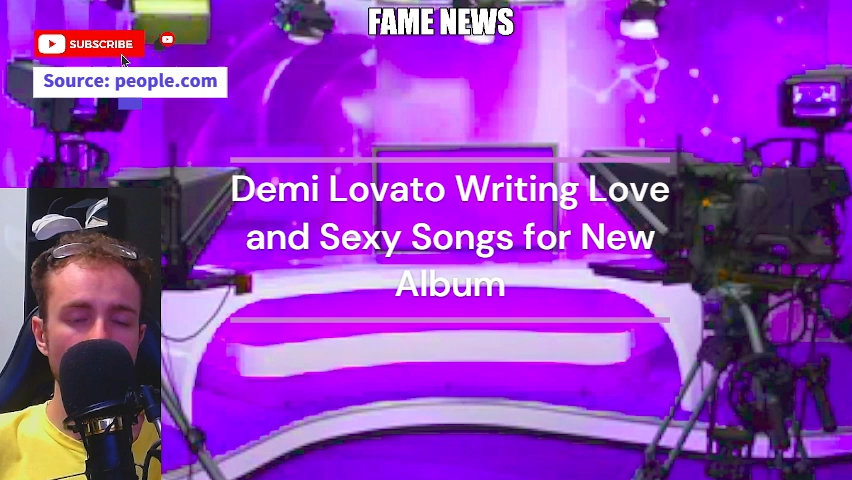 FAME NEWS
SUBSCRIBE
Source: people.com
Demi Lovato Writing Love
and Sexy Songs for New
Album